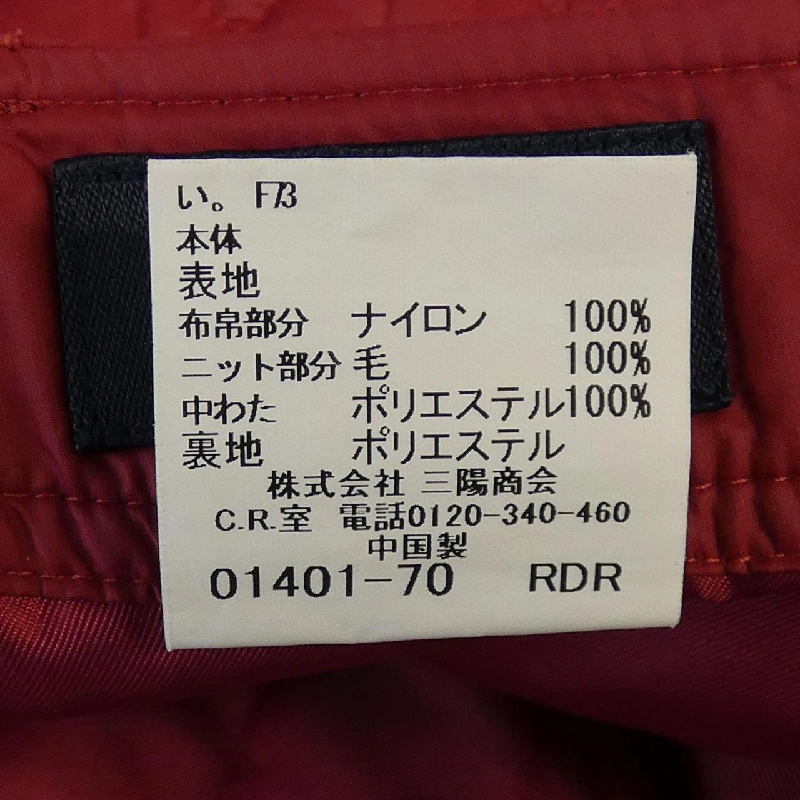 い。 F73
本体
表地
布帛部分 ナイロン 100%
ニット部分 毛 100%
中わた ポリエステル100%
裏地 ポリエステル
株式会社 三陽商会
C.R.室 電話0120-340-460
中国製
01401-70 RDR